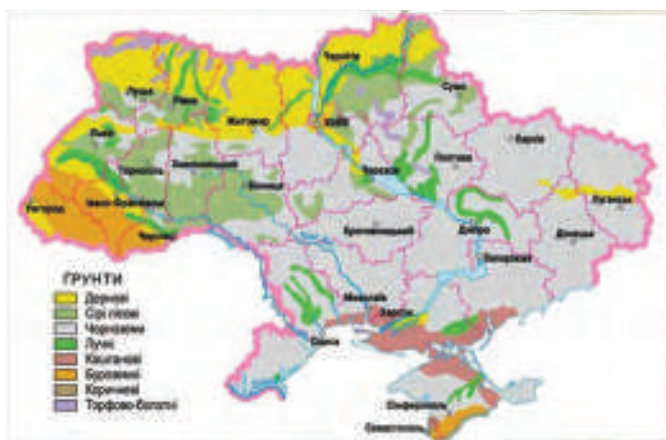 Чернігів
Суми
Луцьк
Рівне
Житомир
Київ
Львів
Харків
Тернопіль
Хмельницький
Полтава
Черкаси
Вінниця
Луганськ
Ужгород
Івано-Франківськ
Чернівці
Кропивницький
Дніпро
Донецьк
Запоріжжя
Миколаїв
Херсон
Одеса
Сімферополь
Севастополь
ҐРУНТИ
Дернові
Сірі лісові
Чорноземи
Лучні
Каштанові
Буроземні
Коричневі
Торфово-болотні